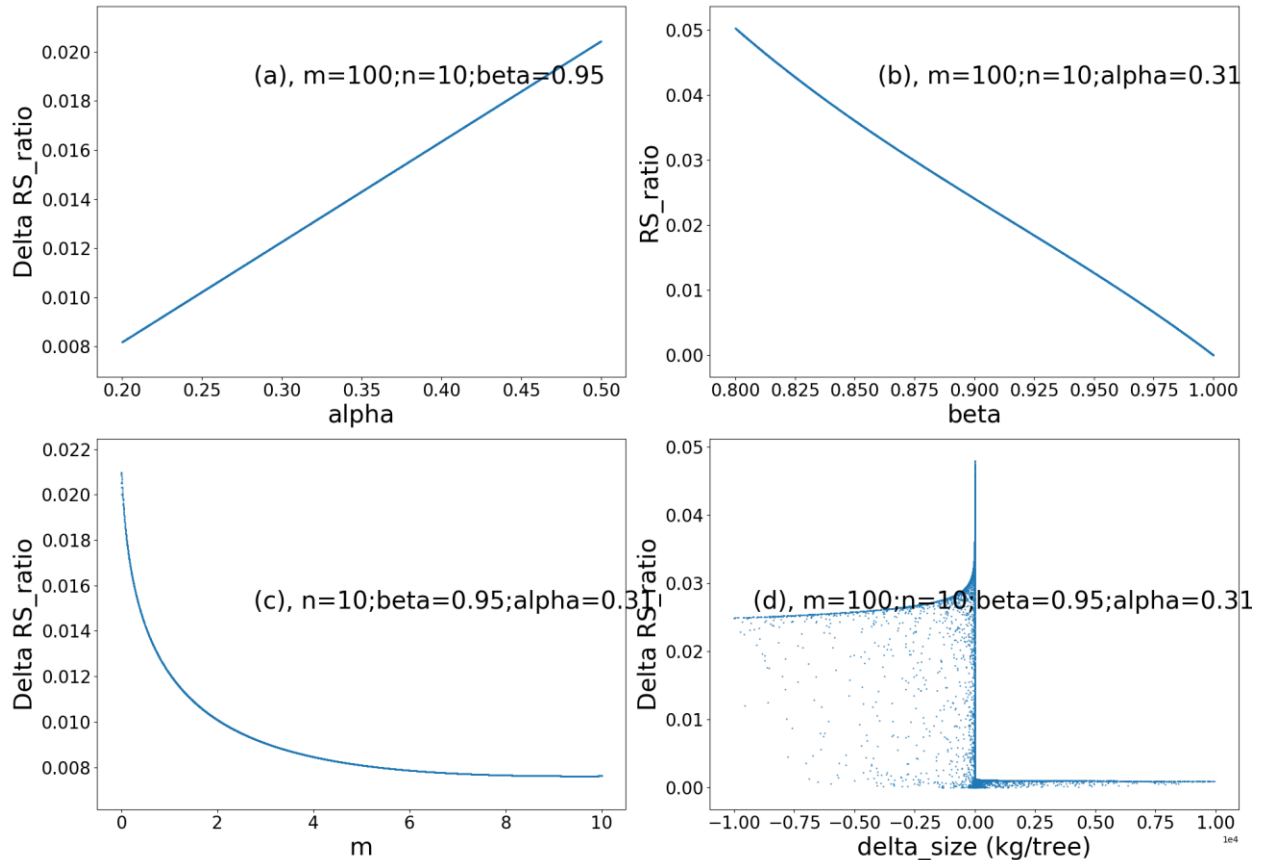 0.020
0.018
0.016
0.014
0.012
0.010
0.008
Delta RS_ratio
(a), m=100;n=10;beta=0.95
0.20 0.25 0.30 0.35 0.40 0.45 0.50
alpha
0.05
0.04
0.03
0.02
0.01
0.00
RS_ratio
(b), m=100;n=10;alpha=0.31
0.800 0.825 0.850 0.875 0.900 0.925 0.950 0.975 1.000
beta
0.022
0.020
0.018
0.016
0.014
0.012
0.010
0.008
Delta RS_ratio
(c), n=10;beta=0.95;alpha=0.31
0 2 4 6 8 10
m
0.05
0.04
0.03
0.02
0.01
0.00
Delta RS_ratio
(d), m=100;n=10;beta=0.95;alpha=0.31
−1.00 −0.75 −0.50 −0.25 0.00 0.25 0.50 0.75 1.00
1e4
delta_size (kg/tree)